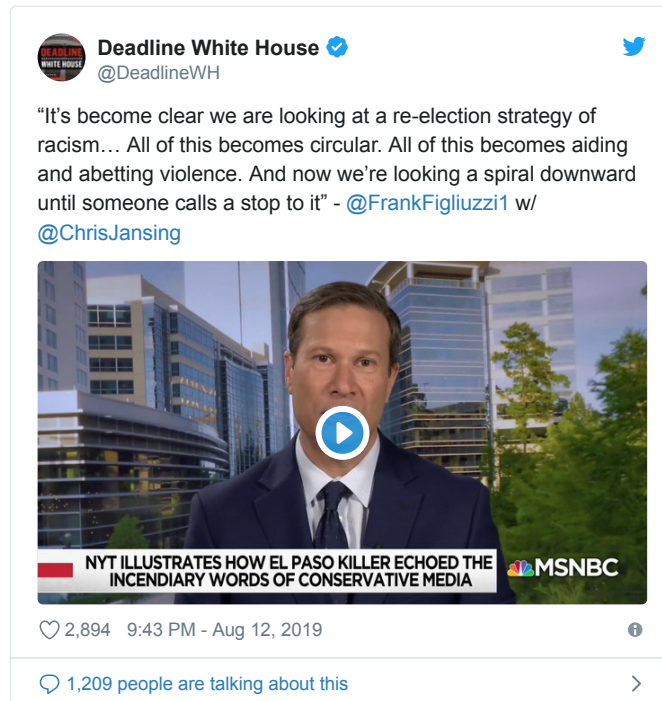 DEADLINE
WHITE HOUSE
Deadline White House
@DeadlineWH
“It’s become clear we are looking at a re-election strategy of
racism… All of this becomes circular. All of this becomes aiding
and abetting violence. And now we’re looking a spiral downward
until someone calls a stop to it” - @FrankFigliuzzi1 w/
@ChrisJansing
NYT ILLUSTRATES HOW EL PASO KILLER ECHOED THE
INCENDIARY WORDS OF CONSERVATIVE MEDIA
MSNBC
2,894 9:43 PM - Aug 12, 2019
1,209 people are talking about this